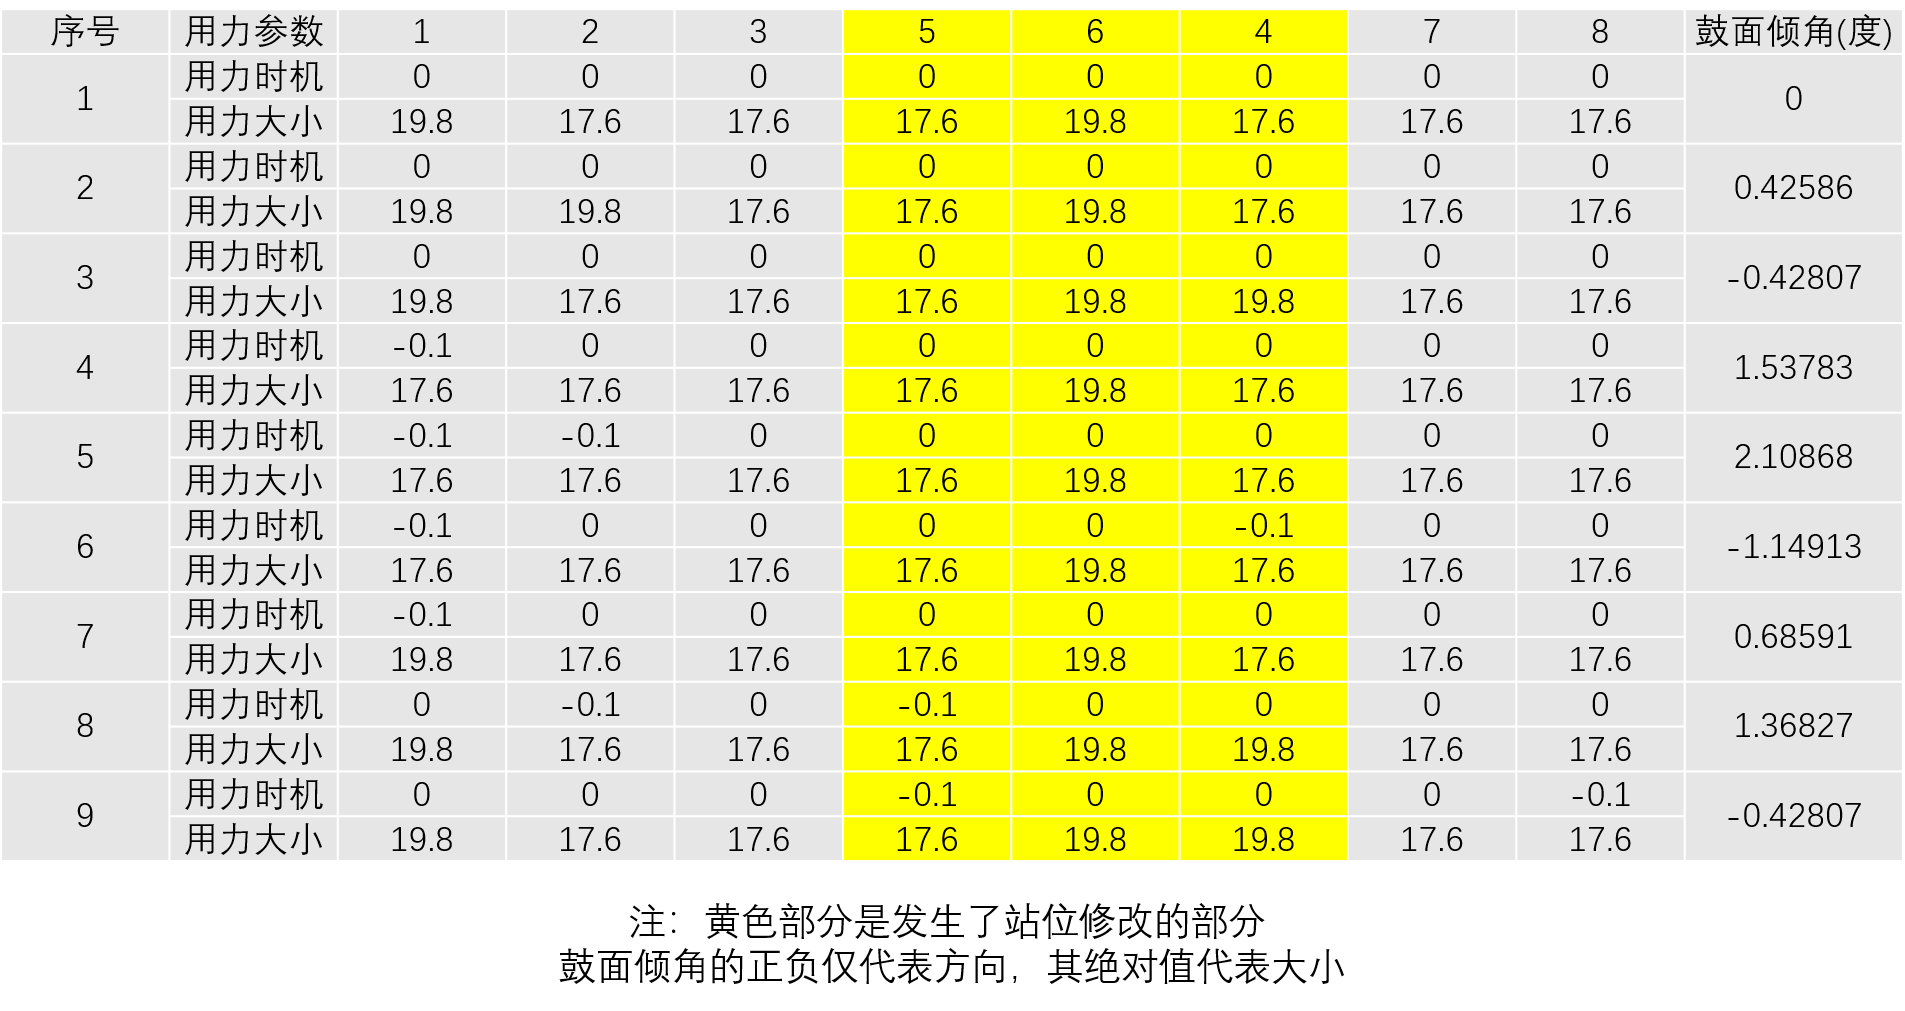 序号 用力参数 1 2 3 5 6 4 7 8 鼓面倾角(度)
1 用力时机 0 0 0 0 0 0 0 0 0
用力大小 19.8 17.6 17.6 17.6 19.8 17.6 17.6 17.6
2 用力时机 0 0 0 0 0 0 0 0 0.42586
用力大小 19.8 19.8 17.6 17.6 19.8 17.6 17.6 17.6
3 用力时机 0 0 0 0 0 0 0 0 -0.42807
用力大小 19.8 17.6 17.6 17.6 19.8 19.8 17.6 17.6
4 用力时机 -0.1 0 0 0 0 0 0 0 1.53783
用力大小 17.6 17.6 17.6 17.6 19.8 17.6 17.6 17.6
5 用力时机 -0.1 -0.1 0 0 0 0 0 0 2.10868
用力大小 17.6 17.6 17.6 17.6 19.8 17.6 17.6 17.6
6 用力时机 -0.1 0 0 0 0 -0.1 0 0 -1.14913
用力大小 17.6 17.6 17.6 17.6 19.8 17.6 17.6 17.6
7 用力时机 -0.1 0 0 0 0 0 0 0 0.68591
用力大小 19.8 17.6 17.6 17.6 19.8 17.6 17.6 17.6
8 用力时机 0 -0.1 0 -0.1 0 0 0 0 1.36827
用力大小 19.8 17.6 17.6 17.6 19.8 19.8 17.6 17.6
9 用力时机 0 0 0 -0.1 0 0 0 -0.1 -0.42807
用力大小 19.8 17.6 17.6 17.6 19.8 19.8 17.6 17.6
注：黄色部分是发生了站位修改的部分
鼓面倾角的正负仅代表方向，其绝对值代表大小